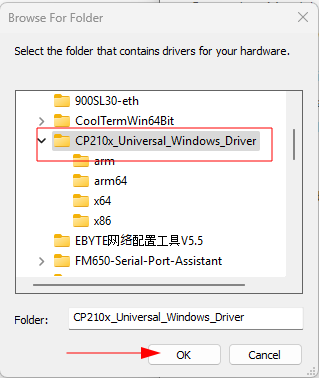 Browse For Folder
Select the folder that contains drivers for your hardware.
900SL30-eth
CoolTermWin64Bit
CP210x_Universal_Windows_Driver
arm
arm64
x64
x86
EBYTE网络配置工具V5.5
FM650-Serial-Port-Assistant
Folder: CP210x_Universal_Windows_Driver
OK Cancel